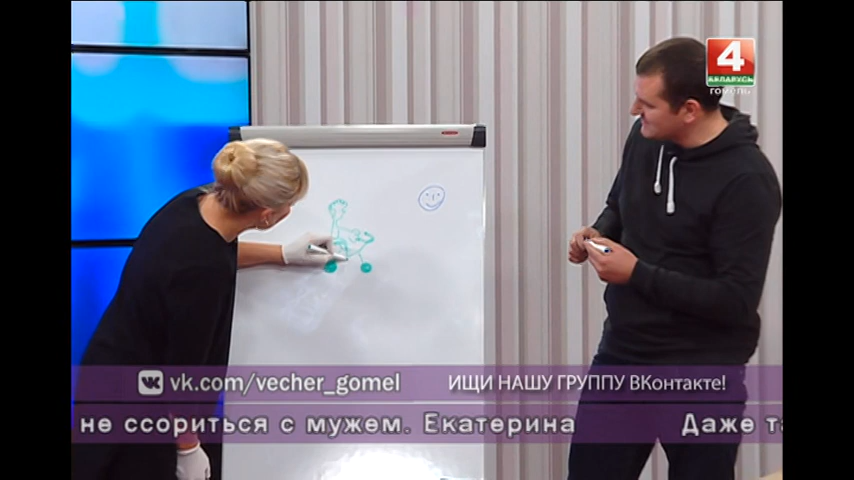 4
БЕЛАРУСЬ
ГОМЕЛЬ
vk.com/vecher_gomel
ИЩИ НАШУ ГРУППУ ВКонтакте!
не ссориться с мужем. Екатерина
Даже